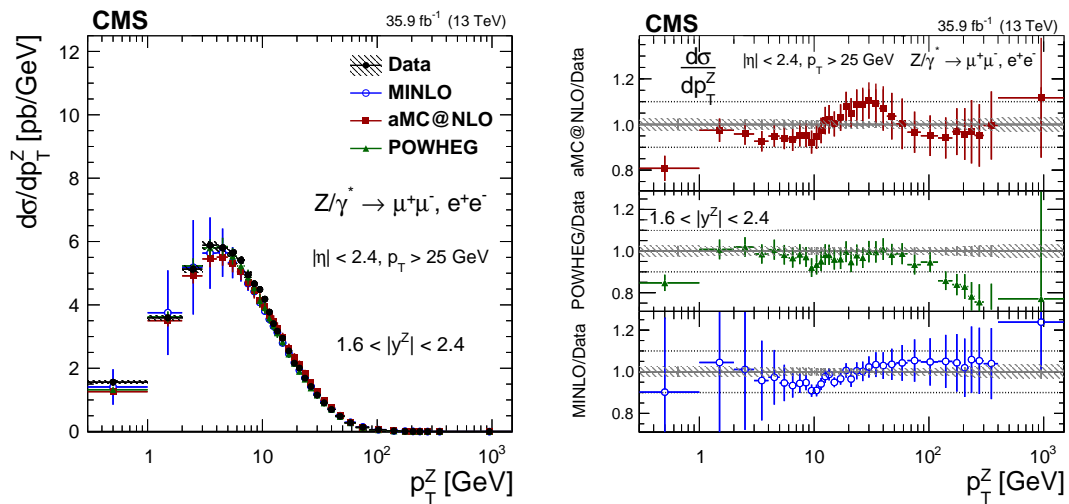 CMS
35.9 fb⁻¹ (13 TeV)
dσ/dp_T^Z [pb/GeV]
12
10
8
6
4
2
0
Data
MINLO
aMC@NLO
POWHEG
Z/γ* → μ⁺μ⁻, e⁺e⁻
|η| < 2.4, p_T > 25 GeV
1.6 < |y^Z| < 2.4
1
10
10²
10³
p_T^Z [GeV]
CMS
35.9 fb⁻¹ (13 TeV)
dσ
dp_T^Z
|η| < 2.4, p_T > 25 GeV
Z/γ* → μ⁺μ⁻, e⁺e⁻
aMC@NLO/Data
1.2
1.0
0.8
1.6 < |y^Z| < 2.4
POWHEG/Data
1.2
1.0
0.8
MINLO/Data
1.2
1.0
0.8
1
10
10²
10³
p_T^Z [GeV]